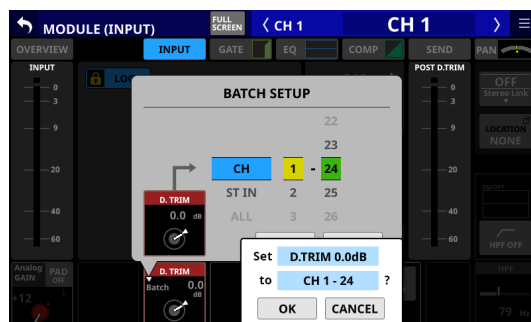 MODULE (INPUT)
FULL
SCREEN
CH 1
CH 1
OVERVIEW
INPUT
GATE
EQ
COMP
SEND
PAN
INPUT
POST D.TRIM
0
3
9
20
40
60
0
3
9
20
40
60
OFF
Stereo Link
LOCATION
NONE
HPF OFF
BATCH SETUP
22
23
CH
1
-
24
ST IN
2
25
ALL
3
26
D. TRIM
0.0 dB
Set
D.TRIM 0.0dB
to
CH 1 - 24
?
OK
CANCEL
Analog
GAIN
PAD
OFF
+12
D. TRIM
Batch
0.0
dB
HPF
79 Hz